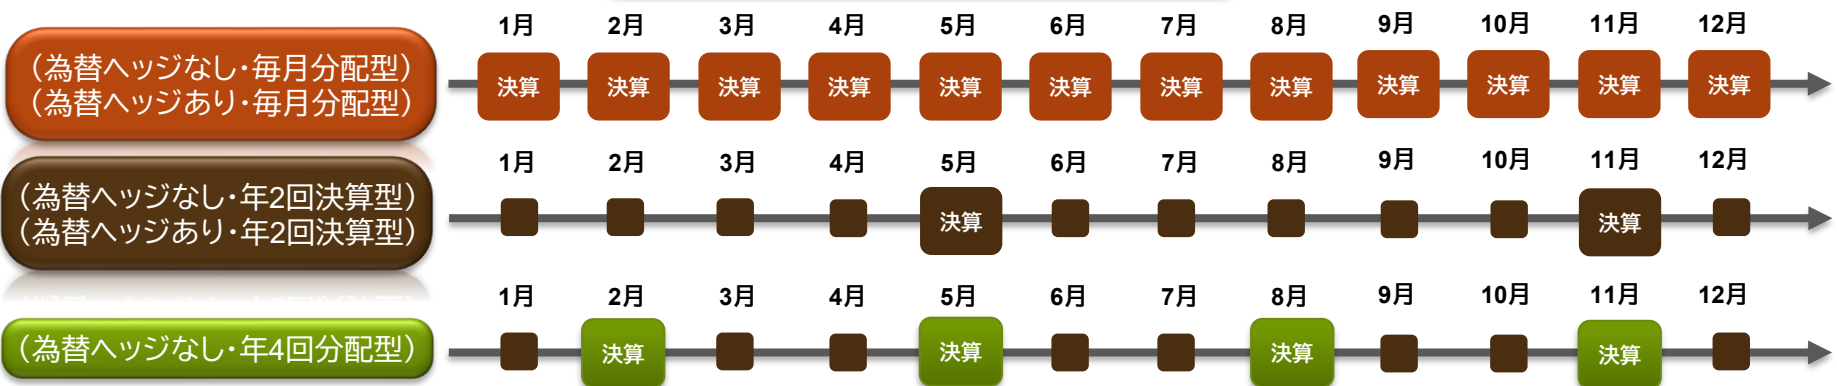 1月 2月 3月 4月 5月 6月 7月 8月 9月 10月 11月 12月
（為替ヘッジなし・毎月分配型）
（為替ヘッジあり・毎月分配型）
決算 決算 決算 決算 決算 決算 決算 決算 決算 決算 決算 決算
1月 2月 3月 4月 5月 6月 7月 8月 9月 10月 11月 12月
（為替ヘッジなし・年2回決算型）
（為替ヘッジあり・年2回決算型）
決算 決算
1月 2月 3月 4月 5月 6月 7月 8月 9月 10月 11月 12月
（為替ヘッジなし・年4回分配型）
決算 決算 決算 決算